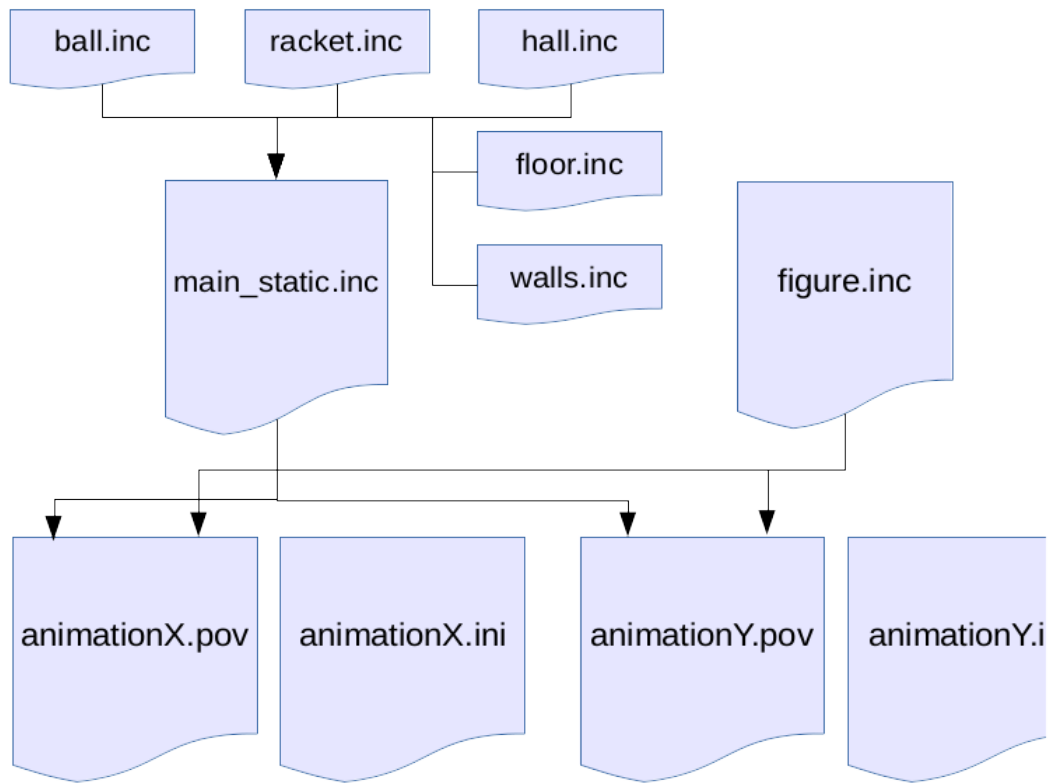 ball.inc
racket.inc
hall.inc
floor.inc
main_static.inc
walls.inc
figure.inc
animationX.pov
animationX.ini
animationY.pov
animationY.i